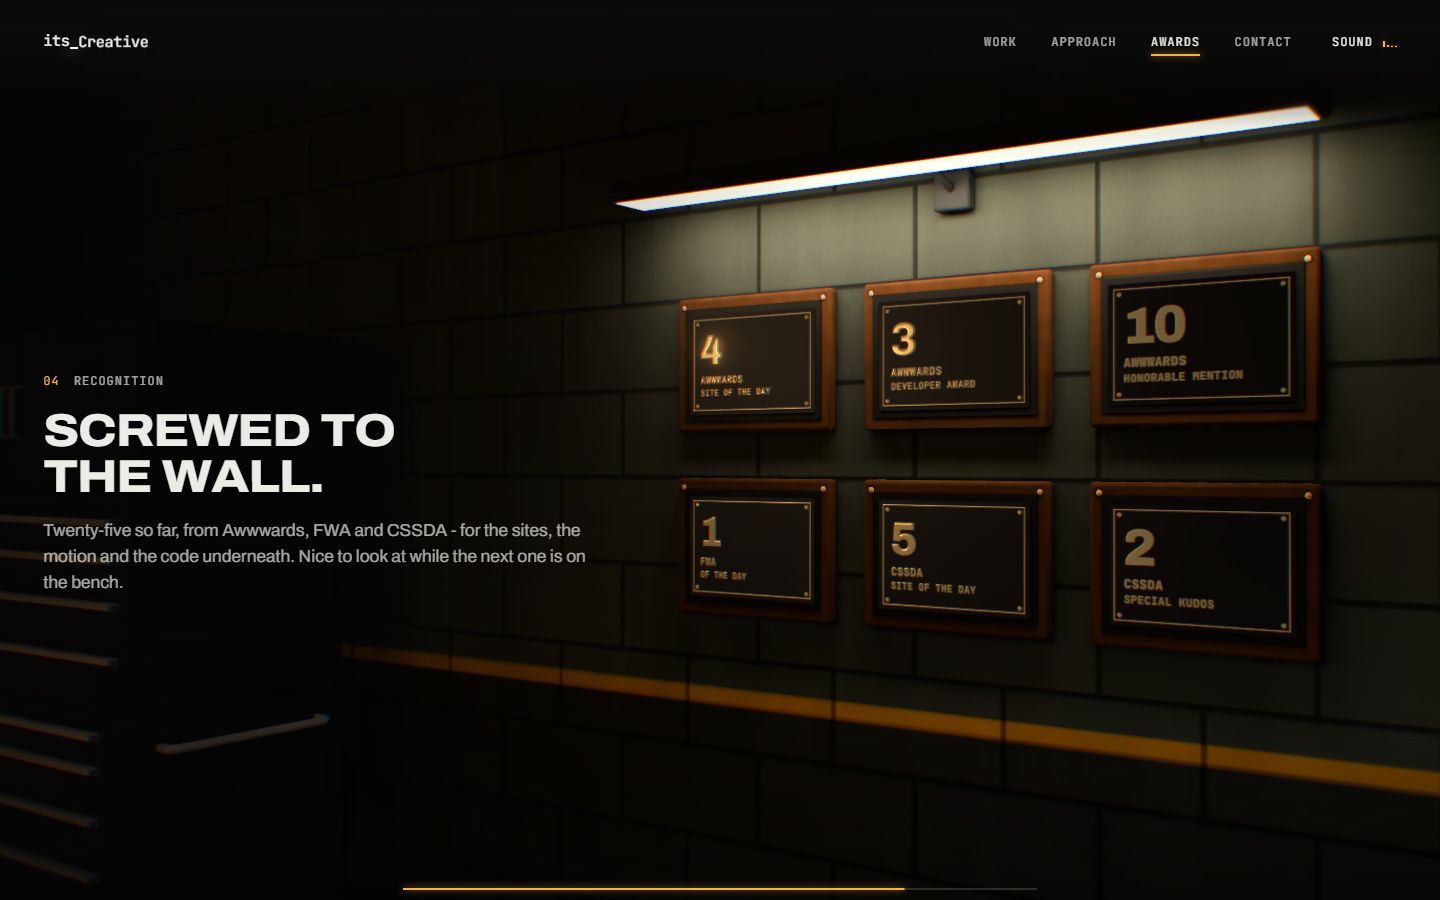 its_Creative
WORK APPROACH AWARDS CONTACT SOUND
4
AWWWARDS
SITE OF THE DAY
3
AWWWARDS
DEVELOPER AWARD
10
AWWWARDS
HONORABLE MENTION
04 RECOGNITION
SCREWED TO
THE WALL.
Twenty-five so far, from Awwwards, FWA and CSSDA - for the sites, the
motion and the code underneath. Nice to look at while the next one is on
the bench.
1
FWA
OF THE DAY
5
CSSDA
SITE OF THE DAY
2
CSSDA
SPECIAL KUDOS